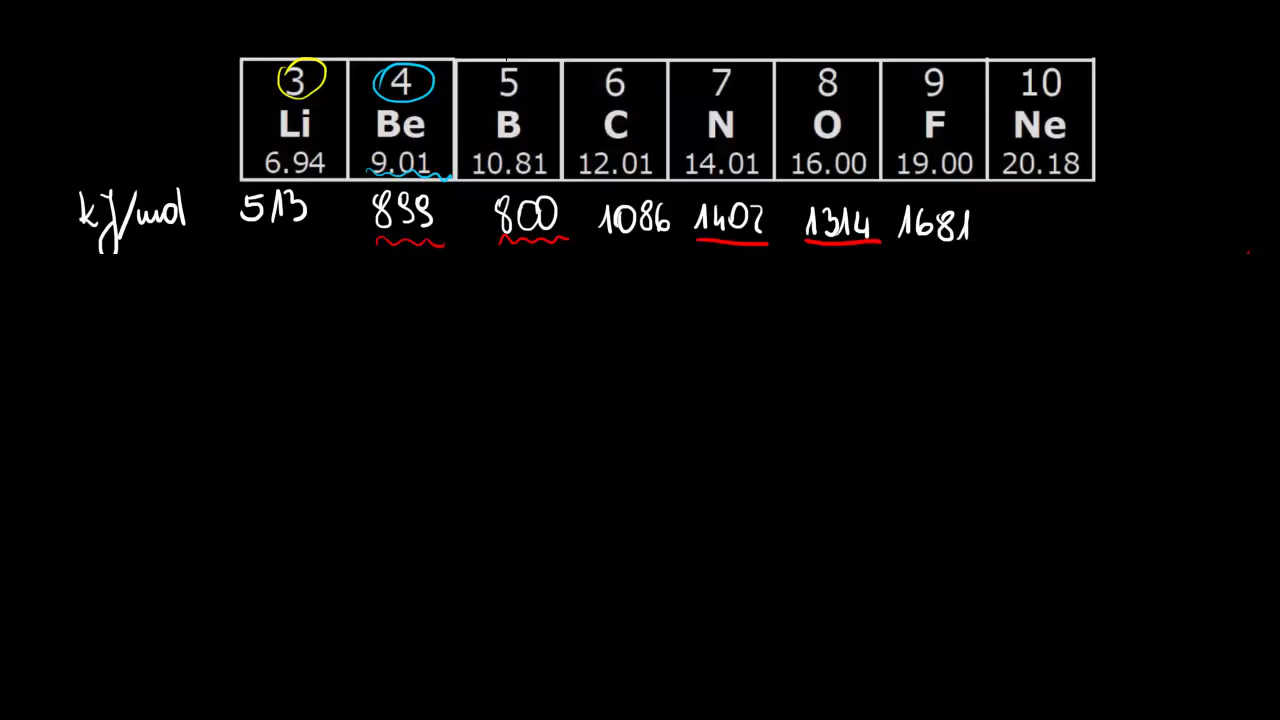 3 4 5 6 7 8 9 10
Li Be B C N O F Ne
6.94 9.01 10.81 12.01 14.01 16.00 19.00 20.18
kJ/mol 513 899 800 1086 1402 1314 1681